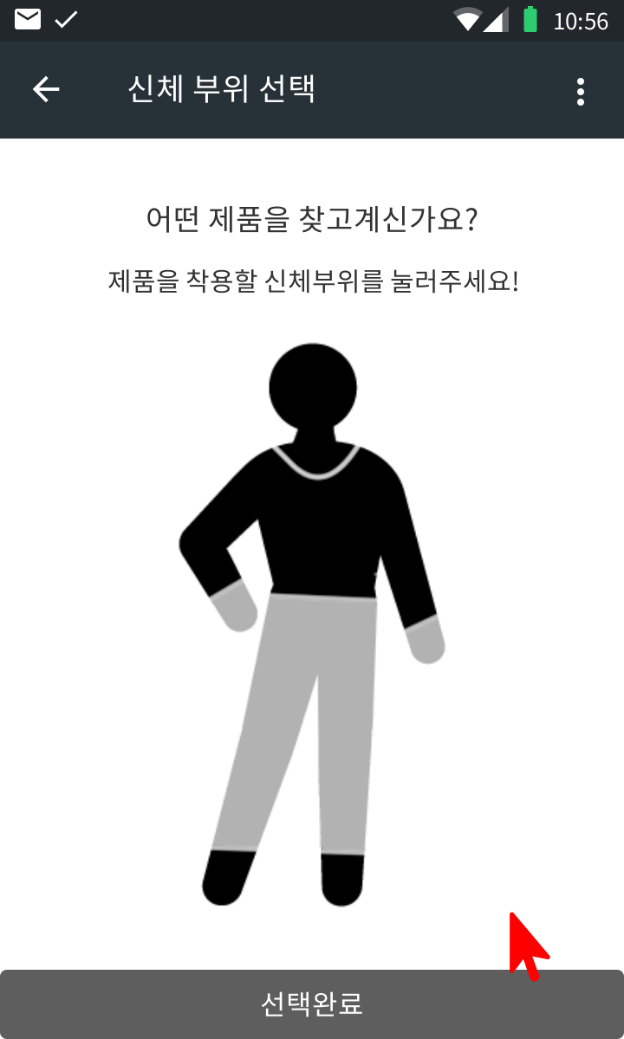 10:56
신체 부위 선택
어떤 제품을 찾고계신가요?
제품을 착용할 신체부위를 눌러주세요!
선택완료